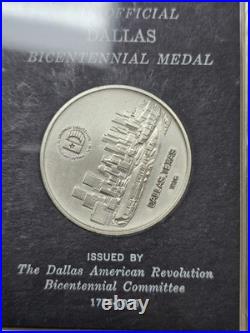 OFFICIAL
DALLAS
BICENTENNIAL MEDAL
DALLAS, TEXAS
ISSUED BY
The Dallas American Revolution
Bicentennial Committee